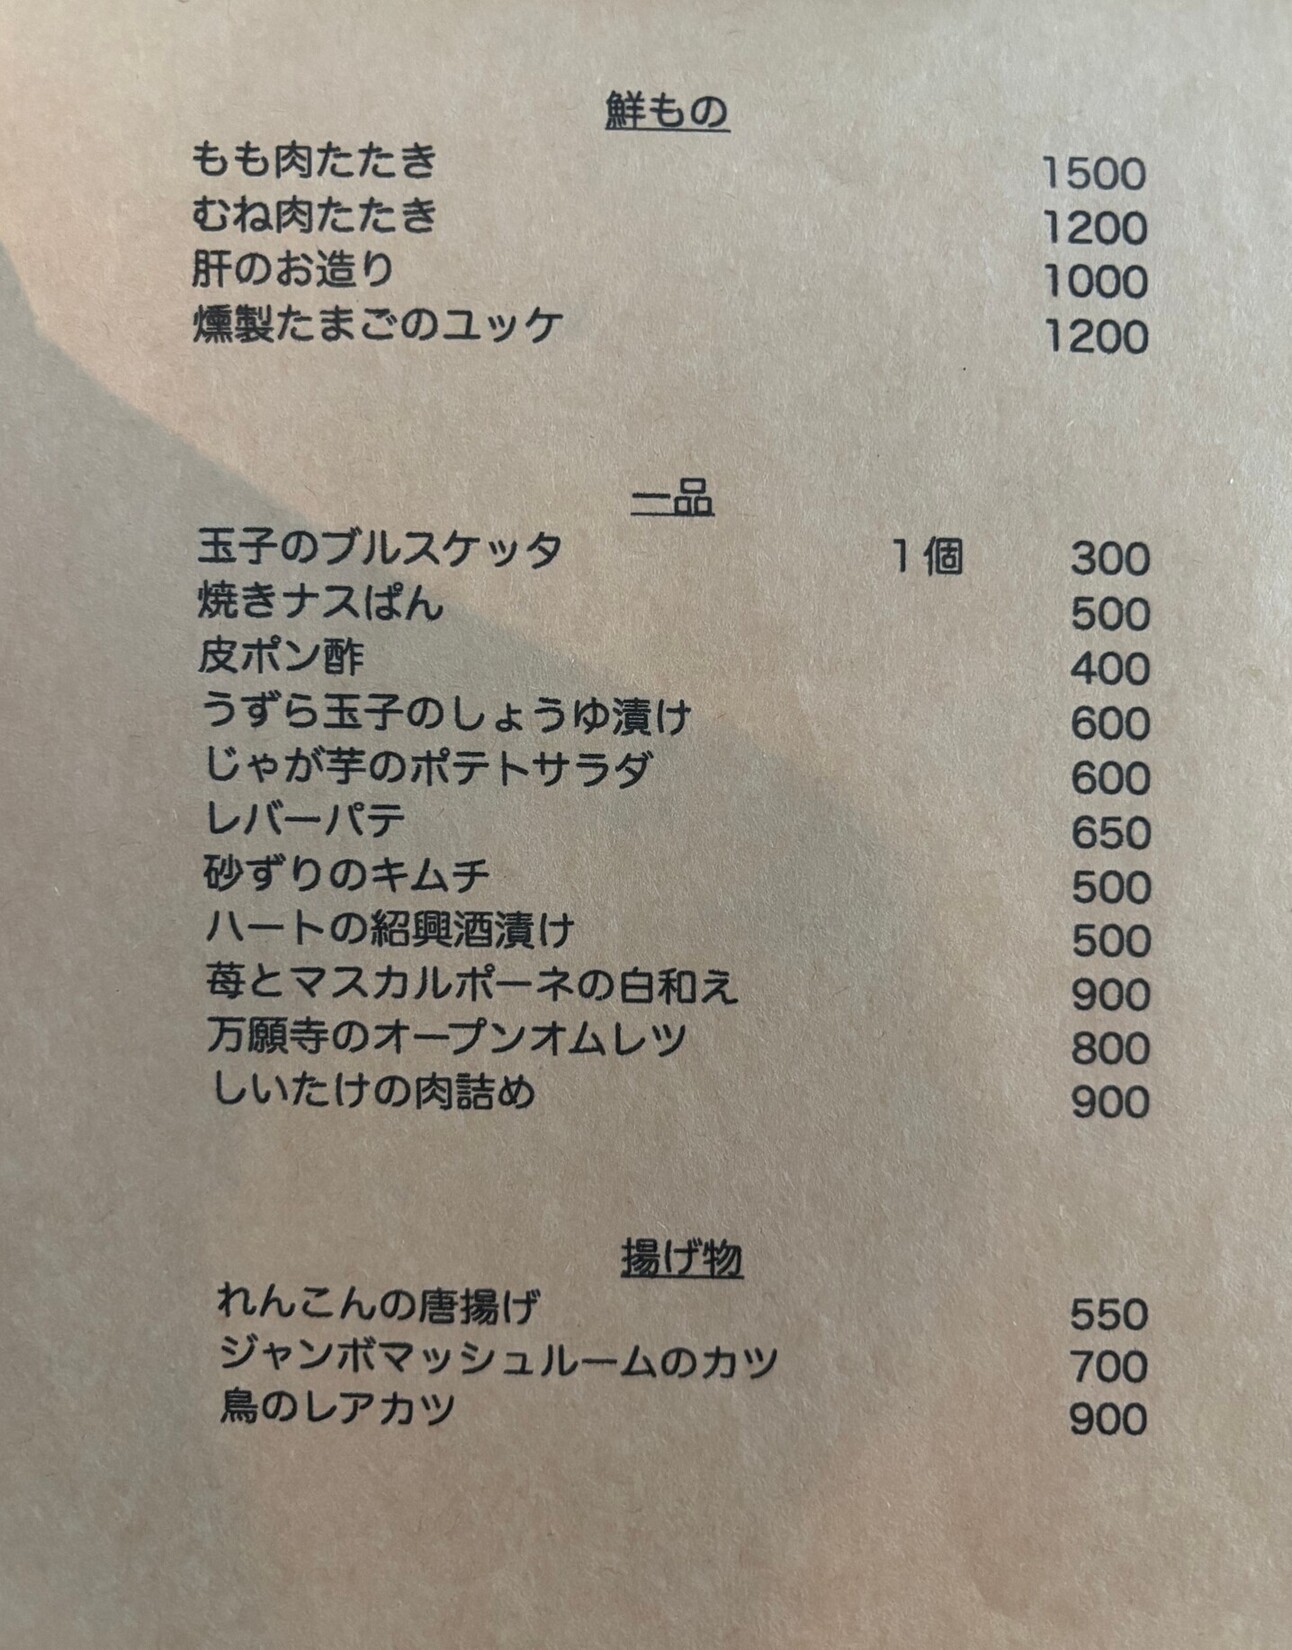 鮮もの
もも肉たたき 1500
むね肉たたき 1200
肝のお造り 1000
燻製たまごのユッケ 1200
一品
玉子のブルスケッタ 1個 300
焼きナスぱん 500
皮ポン酢 400
うずら玉子のしょうゆ漬け 600
じゃが芋のポテトサラダ 600
レバーパテ 650
砂ずりのキムチ 500
ハートの紹興酒漬け 500
苺とマスカルポーネの白和え 900
万願寺のオープンオムレツ 800
しいたけの肉詰め 900
揚げ物
れんこんの唐揚げ 550
ジャンボマッシュルームのカツ 700
鳥のレアカツ 900